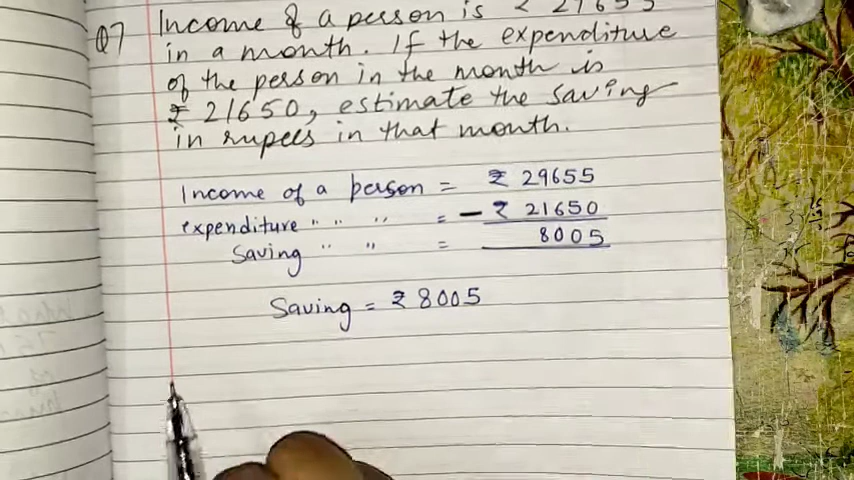 Q7 Income of a person is ₹
in a month. If the expenditure
of the person in the month is
₹ 21650, estimate the saving
in rupees in that month.
Income of a person = ₹ 29655
expenditure " " " = - ₹ 21650
Saving " " = 8005
Saving = ₹ 8005